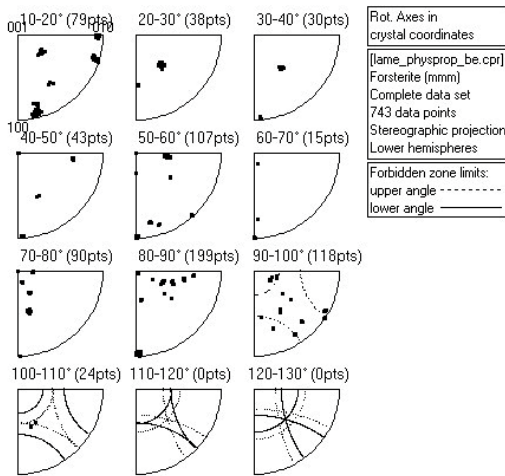 10-20° (79pts) 20-30° (38pts) 30-40° (30pts)
001 010
100
40-50° (43pts) 50-60° (107pts) 60-70° (15pts)
70-80° (90pts) 80-90° (199pts) 90-100° (118pts)
100-110° (24pts) 110-120° (0pts) 120-130° (0pts)
Rot. Axes in
crystal coordinates
[lame_physprop_be.cpr]
Forsterite (mmm)
Complete data set
743 data points
Stereographic projection
Lower hemispheres
Forbidden zone limits:
upper angle
lower angle